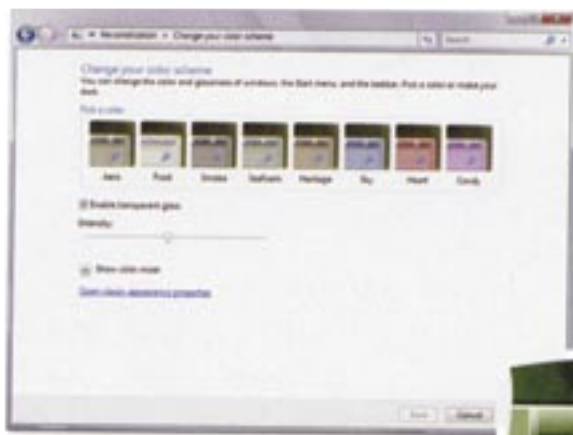 Personalization ▸ Change your color scheme
Search
Change your color scheme
You can change the color and glassiness of windows, the Start menu, and the taskbar. Pick a color or make your
own.
Pick a color
Aero Frost Smoke Seafoam Heritage Sky Heart Candy
Enable transparent glass
Intensity:
Show color mixer
Open classic appearance properties
Cancel